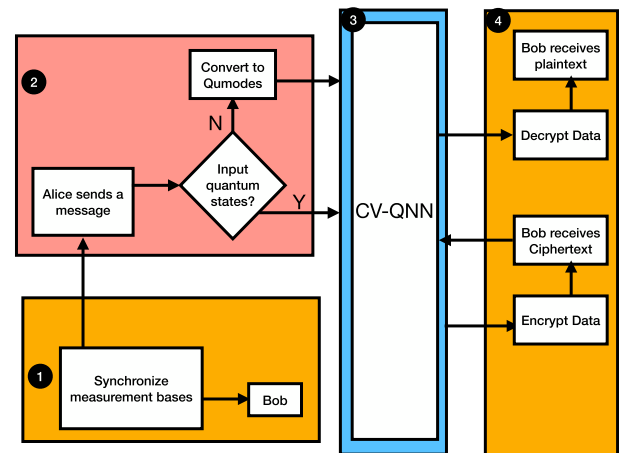 1
Synchronize
measurement bases
Bob
2
Alice sends a
message
Input
quantum
states?
N
Y
Convert to
Qumodes
3
CV-QNN
4
Bob receives
plaintext
Decrypt Data
Bob receives
Ciphertext
Encrypt Data